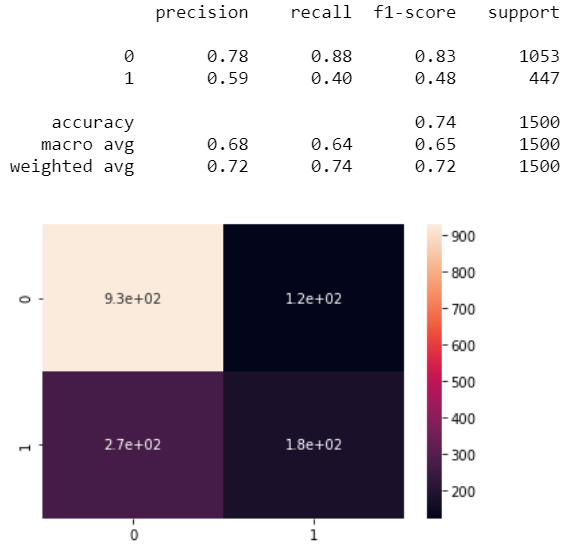 precision recall f1-score support
0 0.78 0.88 0.83 1053
1 0.59 0.40 0.48 447
accuracy 0.74 1500
macro avg 0.68 0.64 0.65 1500
weighted avg 0.72 0.74 0.72 1500
900
800
700
600
500
400
300
200
0
9.3e+02 1.2e+02
1
2.7e+02 1.8e+02
0 1